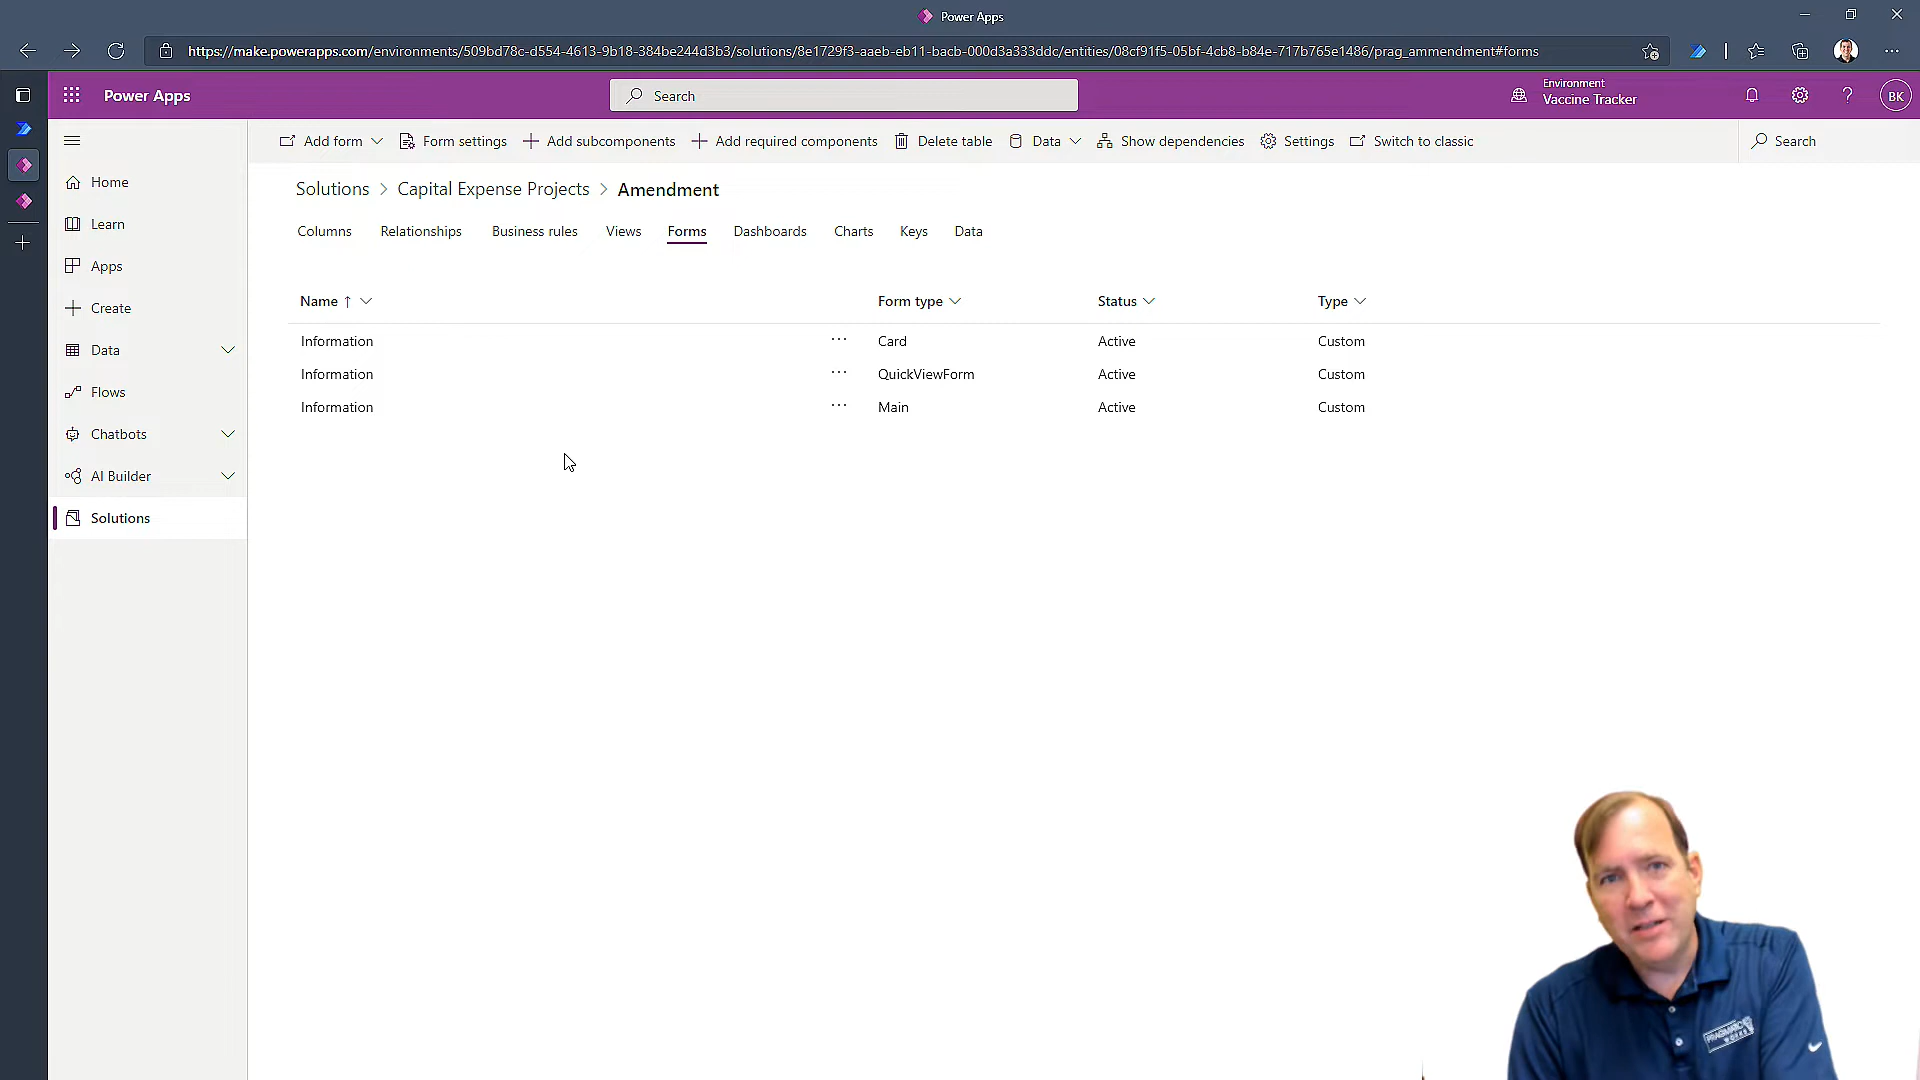 Power Apps
https://make.powerapps.com/environments/509bd78c-d554-4613-9b18-384be244d3b3/solutions/8e1729f3-aaeb-eb11-bacb-000d3a333ddc/entities/08cf91f5-05bf-4cb8-b84e-717b765e1486/prag_ammendment#forms
Power Apps
Search
Environment
Vaccine Tracker
BK
Add form
Form settings
Add subcomponents
Add required components
Delete table
Data
Show dependencies
Settings
Switch to classic
Search
Home
Learn
Apps
Create
Data
Flows
Chatbots
AI Builder
Solutions
Solutions > Capital Expense Projects > Amendment
Columns Relationships Business rules Views Forms Dashboards Charts Keys Data
Name ↑ Form type Status Type
Information ... Card Active Custom
Information ... QuickViewForm Active Custom
Information ... Main Active Custom
PRAGMATIC
WORKS